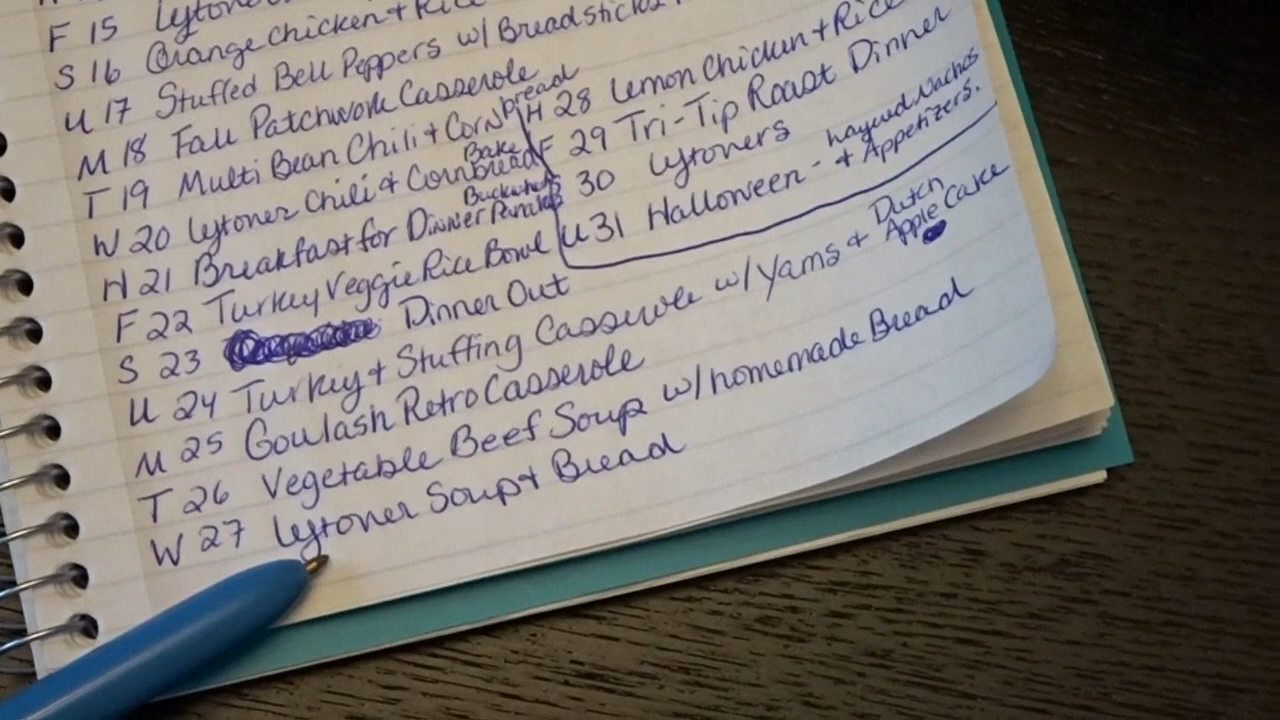 F 15
S 16 Orange Chicken + Rice
U 17 Stuffed Bell Peppers w/ Breadsticks
M 18 Fall Patchwork Casserole
T 19 Multi Bean Chili + Cornbread
W 20 Leftover Chili + Cornbread Bake
H 21 Breakfast for Dinner
F 22 Turkey Veggie Rice Bowl
S 23 Dinner Out
U 24 Turkey + Stuffing Casserole w/ Yams + Dutch Apple Cake
M 25 Goulash Retro Casserole
T 26 Vegetable Beef Soup w/ homemade Bread
W 27 Leftover Soup + Bread
H 28 Lemon Chicken + Rice
F 29 Tri-Tip Roast Dinner
30 Leftovers
U 31 Halloween - Nachos + Appetizers.